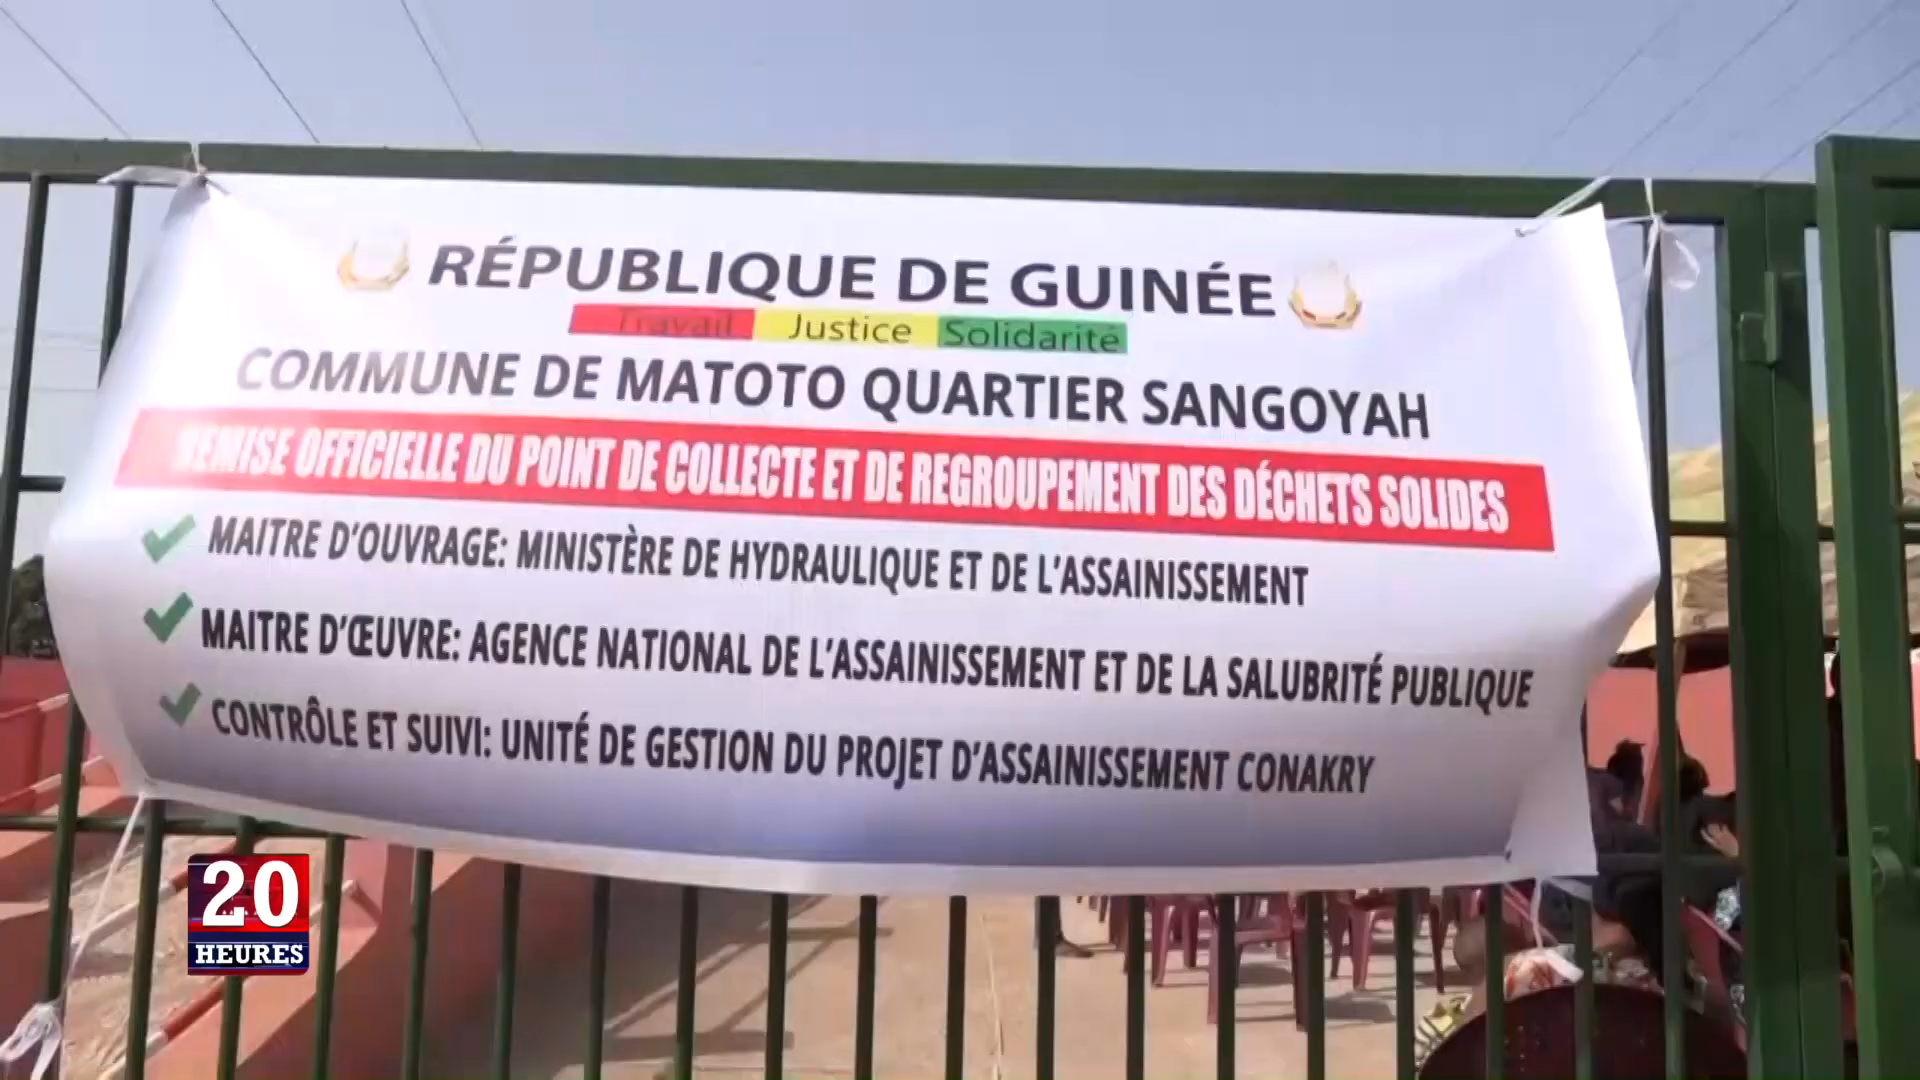 RÉPUBLIQUE DE GUINÉE
Travail Justice Solidarité
COMMUNE DE MATOTO QUARTIER SANGOYAH
REMISE OFFICIELLE DU POINT DE COLLECTE ET DE REGROUPEMENT DES DÉCHETS SOLIDES
MAITRE D'OUVRAGE: MINISTÈRE DE HYDRAULIQUE ET DE L'ASSAINISSEMENT
MAITRE D'ŒUVRE: AGENCE NATIONAL DE L'ASSAINISSEMENT ET DE LA SALUBRITÉ PUBLIQUE
CONTRÔLE ET SUIVI: UNITÉ DE GESTION DU PROJET D'ASSAINISSEMENT CONAKRY
20
HEURES